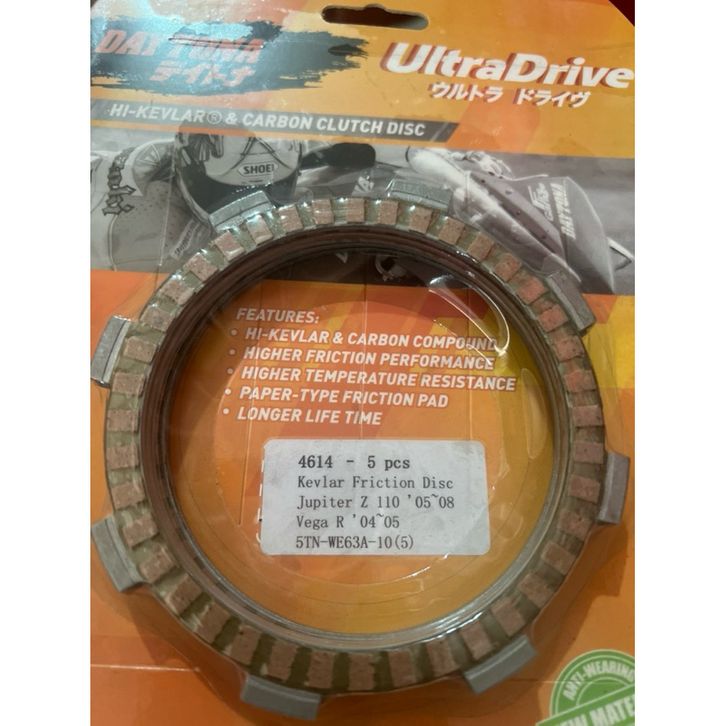 DAYTONA
デイトナ
UltraDrive
ウルトラ ドライヴ
HI-KEVLAR® & CARBON CLUTCH DISC
SHOEI
DAYTONA
FEATURES:
• HI-KEVLAR & CARBON COMPOUND
• HIGHER FRICTION PERFORMANCE
• HIGHER TEMPERATURE RESISTANCE
• PAPER-TYPE FRICTION PAD
• LONGER LIFE TIME
4614 - 5 pcs
Kevlar Friction Disc
Jupiter Z 110 '05~08
Vega R '04~05
5TN-WE63A-10(5)
ANTI-WEARING